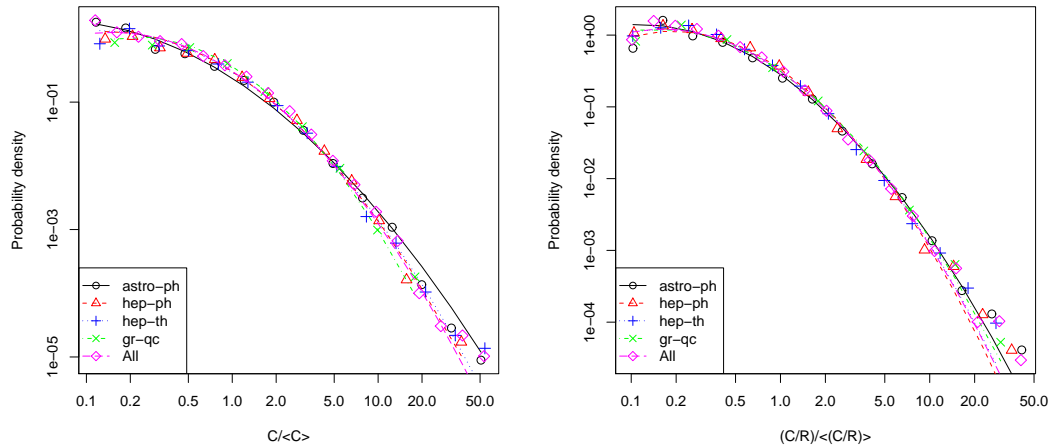 Probability density
1e-01
1e-03
1e-05
astro-ph
hep-ph
hep-th
gr-qc
All
0.1 0.2 0.5 1.0 2.0 5.0 10.0 20.0 50.0
C/<C>
Probability density
1e+00
1e-01
1e-02
1e-03
1e-04
astro-ph
hep-ph
hep-th
gr-qc
All
0.1 0.2 0.5 1.0 2.0 5.0 10.0 20.0 50.0
(C/R)/<(C/R)>